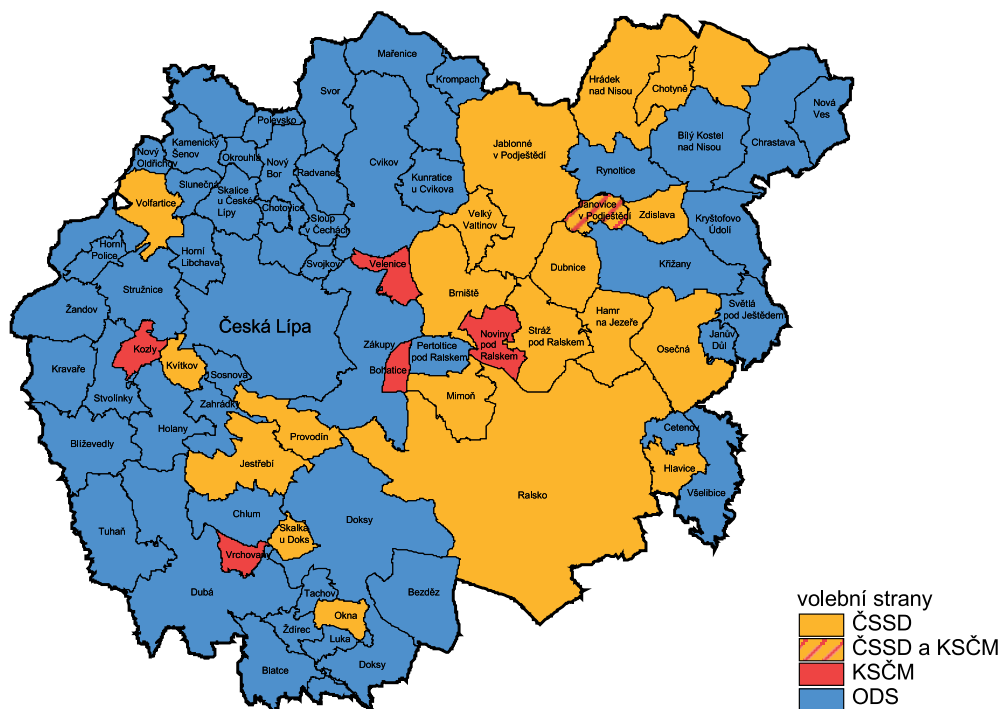 Mařenice
Krompach
Svor
Hrádek
nad Nisou
Chotyně
Nová
Ves
Polevsko
Kamenický
Šenov
Nový
Oldřichov
Okrouhlá
Nový
Bor
Radvanec
Cvikov
Jablonné
v Podještědí
Bílý Kostel
nad Nisou
Chrastava
Rynoltice
Kunratice
u Cvikova
Slunečná
Skalice
u České
Lípy
Chotovice
Sloup
v Čechách
Volfartice
Velký
Valtinov
Janovice
v Podještědí
Zdislava
Kryštofovo
Údolí
Horní
Police
Horní
Libchava
Svojkov
Velenice
Dubnice
Křižany
Stružnice
Brniště
Žandov
Česká Lípa
Hamr
na Jezeře
Světlá
pod Ještědem
Noviny
pod
Ralskem
Stráž
pod Ralskem
Janův
Důl
Osečná
Kozly
Zákupy
Pertoltice
pod Ralskem
Kravaře
Kvítkov
Sosnová
Bohatice
Stvolínky
Zahrádky
Mimoň
Holany
Cetenov
Blíževedly
Provodín
Jestřebí
Hlavice
Všelibice
Ralsko
Chlum
Doksy
Tuhaň
Skalka
u Doks
Vrchovany
Dubá
Tachov
Bezděz
Okna
Ždírec
Luka
Blatce
Doksy
volební strany
ČSSD
ČSSD a KSČM
KSČM
ODS